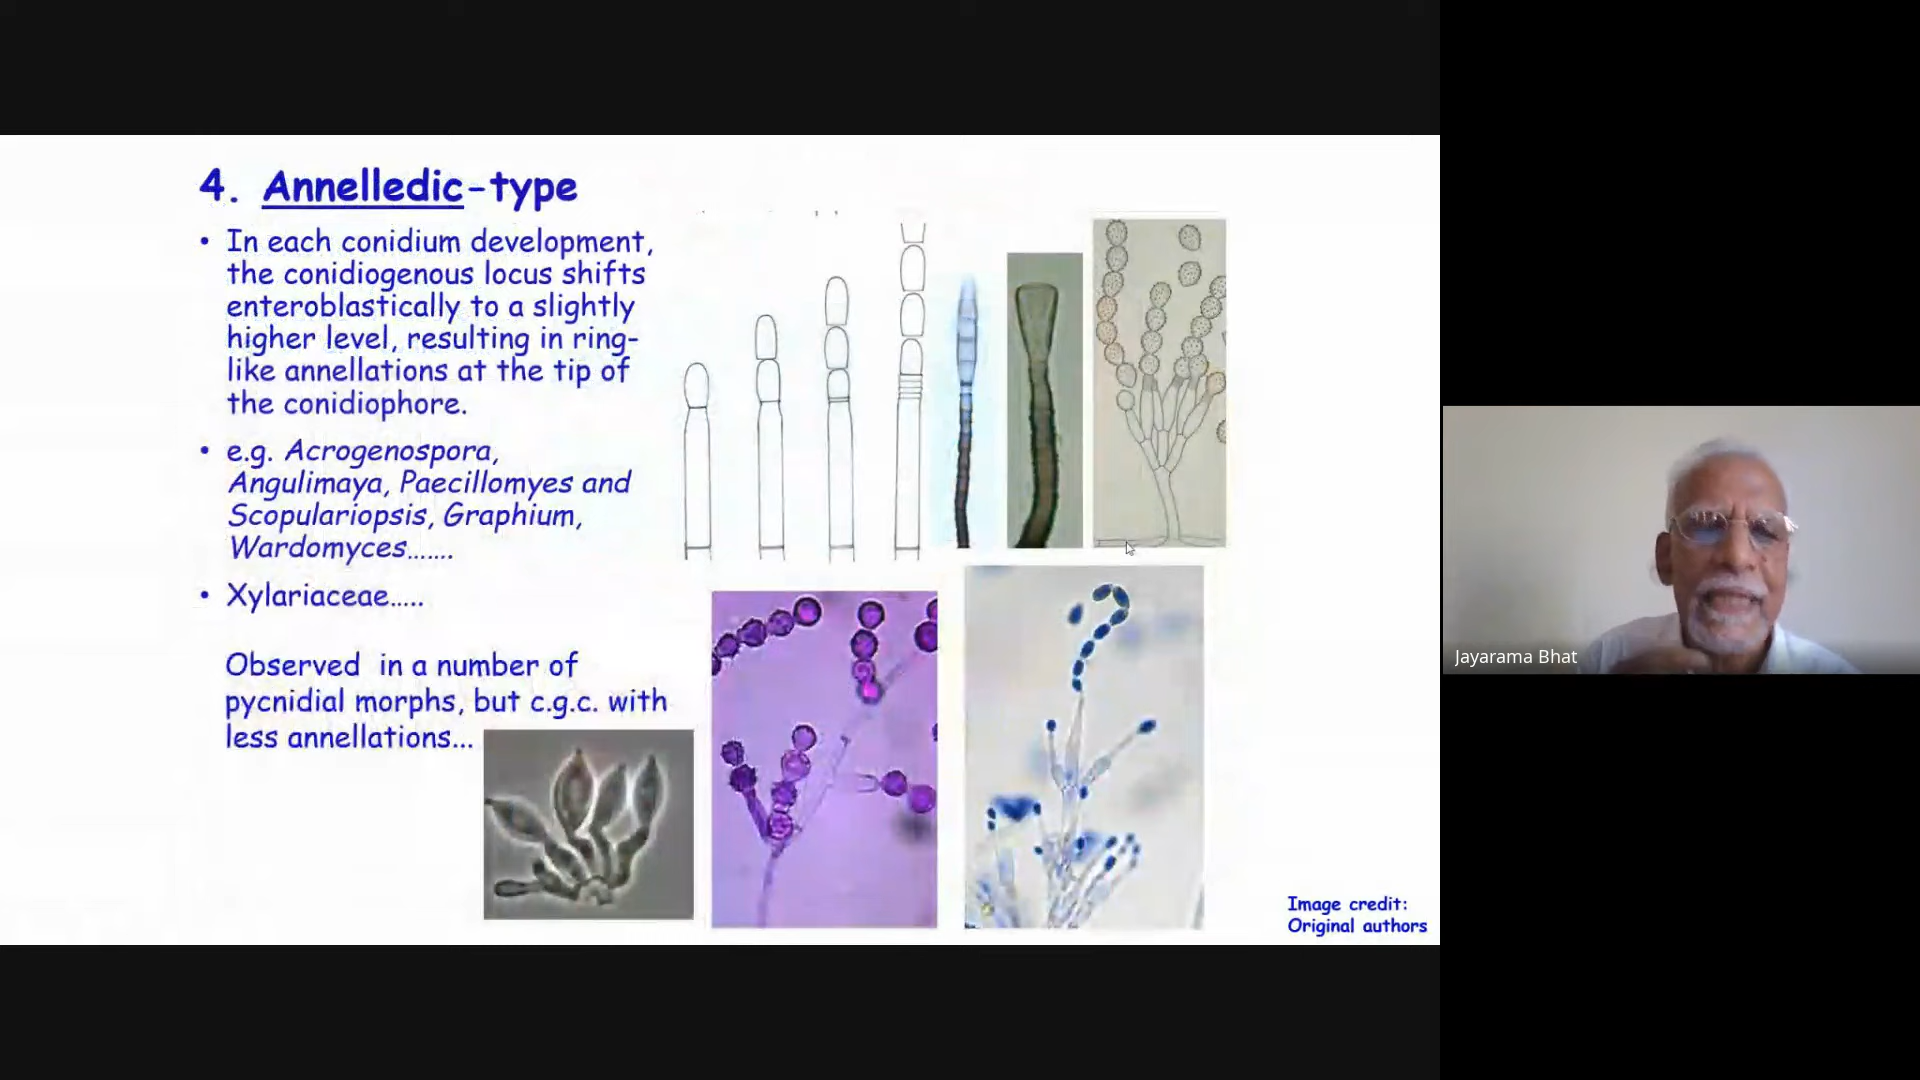 4. Annelledic-type
• In each conidium development,
the conidiogenous locus shifts
enteroblastically to a slightly
higher level, resulting in ring-
like annellations at the tip of
the conidiophore.
• e.g. Acrogenospora,
Angulimaya, Paecillomyes and
Scopulariopsis, Graphium,
Wardomyces…….
• Xylariaceae…..
Observed in a number of
pycnidial morphs, but c.g.c. with
less annellations...
Image credit:
Original authors
Jayarama Bhat